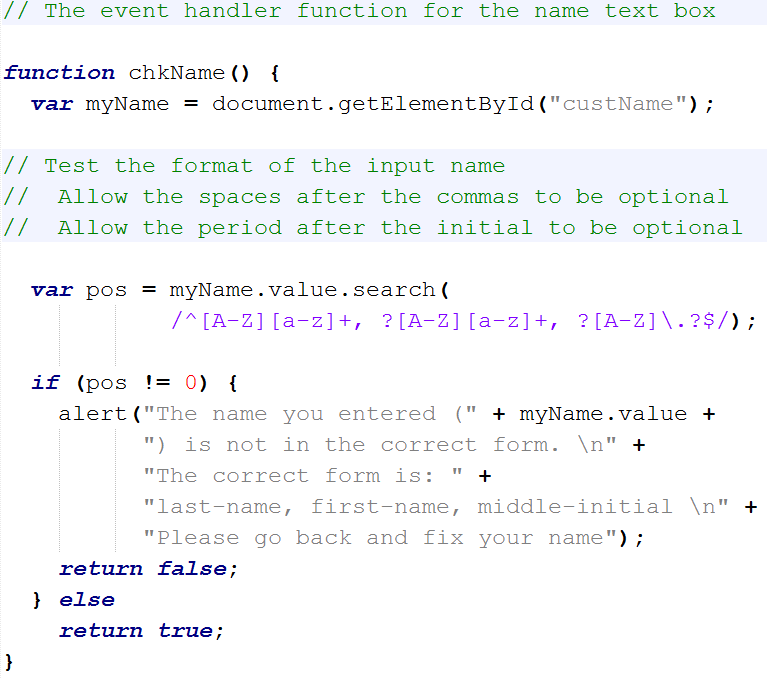 // The event handler function for the name text box
function chkName() {
var myName = document.getElementById("custName");
// Test the format of the input name
//  Allow the spaces after the commas to be optional
//  Allow the period after the initial to be optional
var pos = myName.value.search(
/^[A-Z][a-z]+, ?[A-Z][a-z]+, ?[A-Z]\.?$/);
if (pos != 0) {
alert("The name you entered (" + myName.value +
") is not in the correct form. \n" +
"The correct form is: " +
"last-name, first-name, middle-initial \n" +
"Please go back and fix your name");
return false;
} else
return true;
}